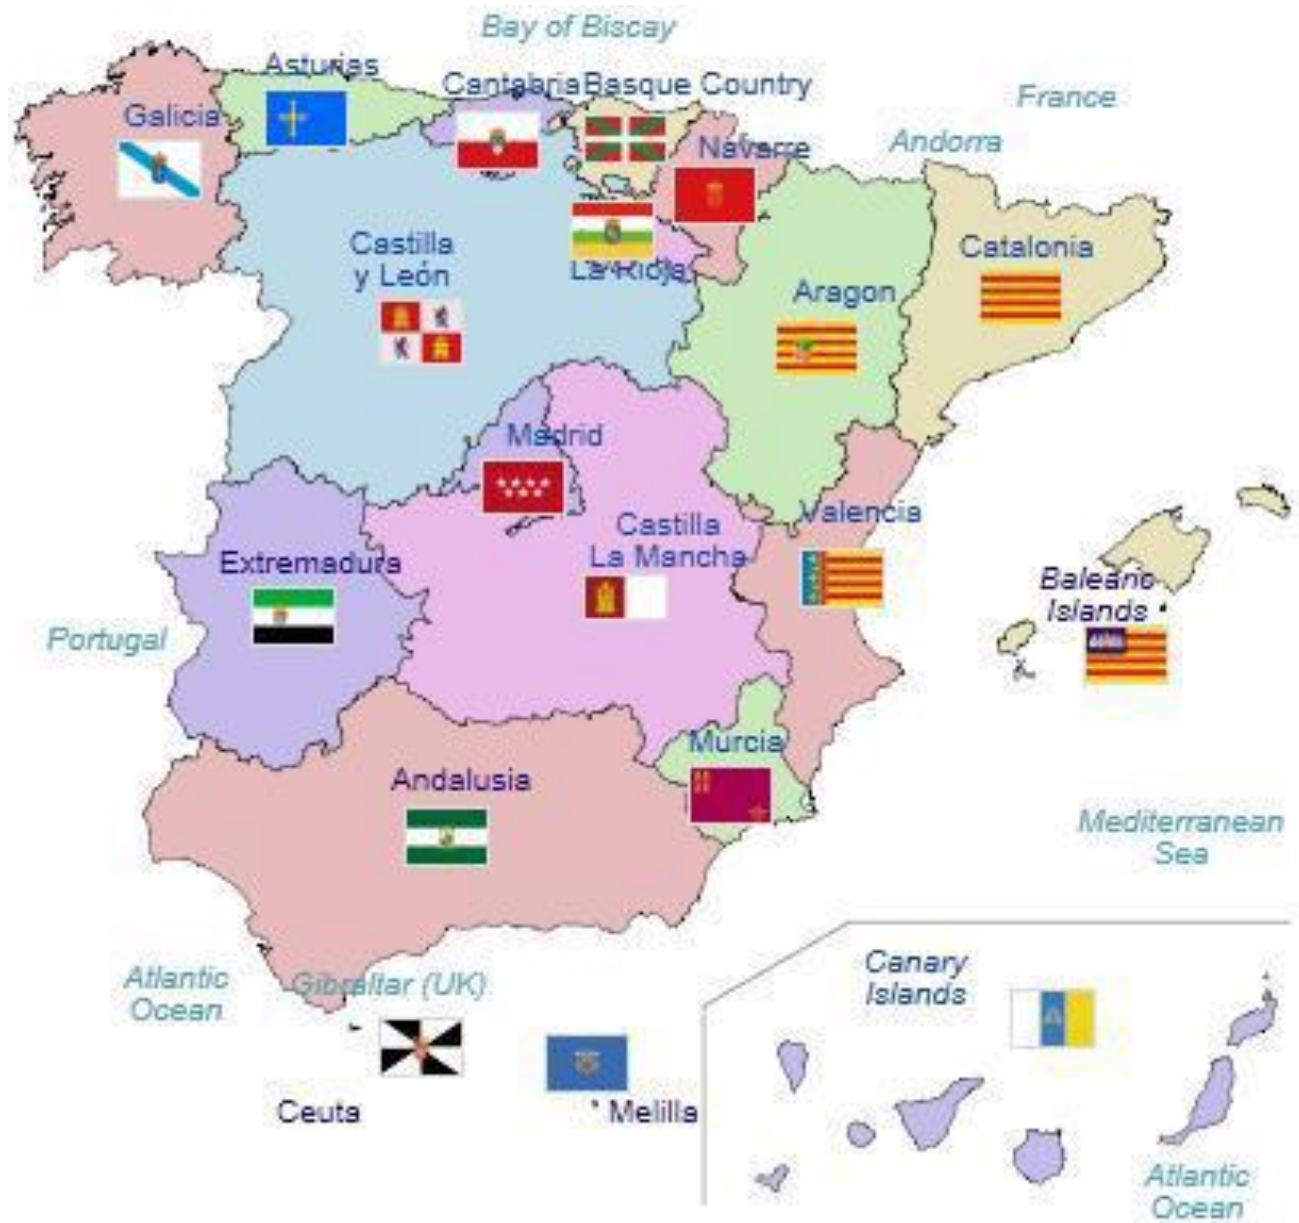 Bay of Biscay
Asturias
Cantabria
Basque Country
France
Galicia
Andorra
Navarre
Castilla
y León
Catalonia
La Rioja
Aragon
Madrid
Valencia
Castilla
La Mancha
Extremadura
Balearic
Islands
Portugal
Murcia
Andalusia
Mediterranean
Sea
Atlantic
Ocean
Gibraltar (UK)
Canary
Islands
Ceuta
Melilla
Atlantic
Ocean